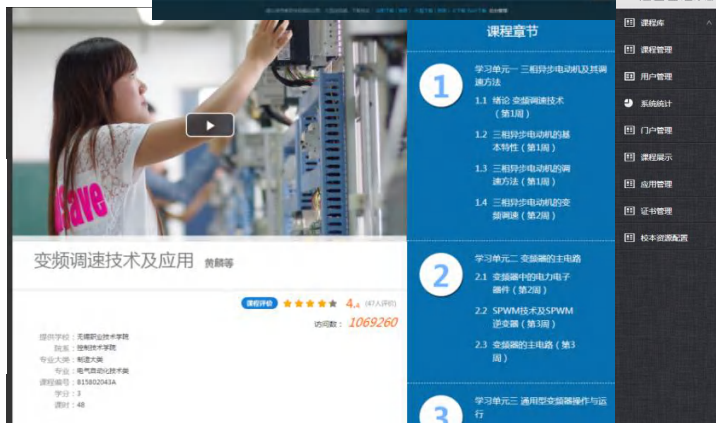 课程章节
1
学习单元一 三相异步电动机及其调
速方法
1.1 绪论 变频调速技术
（第1周）
1.2 三相异步电动机的基
本特性（第1周）
1.3 三相异步电动机的调
速方法（第1周）
1.4 三相异步电动机的变
频调速（第2周）
2
学习单元二 变频器的主电路
2.1 变频器中的电力电子
器件（第2周）
2.2 SPWM技术及SPWM
逆变器（第3周）
2.3 变频器的主电路（第3
周）
3
学习单元三 通用型变频器操作与运
行
Save
变频调速技术及应用 黄麟等
课程评价 4.4 (47人评价)
访问数： 1069260
提供学校：无锡职业技术学院
院系：控制技术学院
专业大类：制造大类
专业：电气自动化技术类
课程编号：815802043A
学分：3
课时：48
课程库
课程管理
用户管理
系统统计
门户管理
课程展示
应用管理
证书管理
校本资源配置